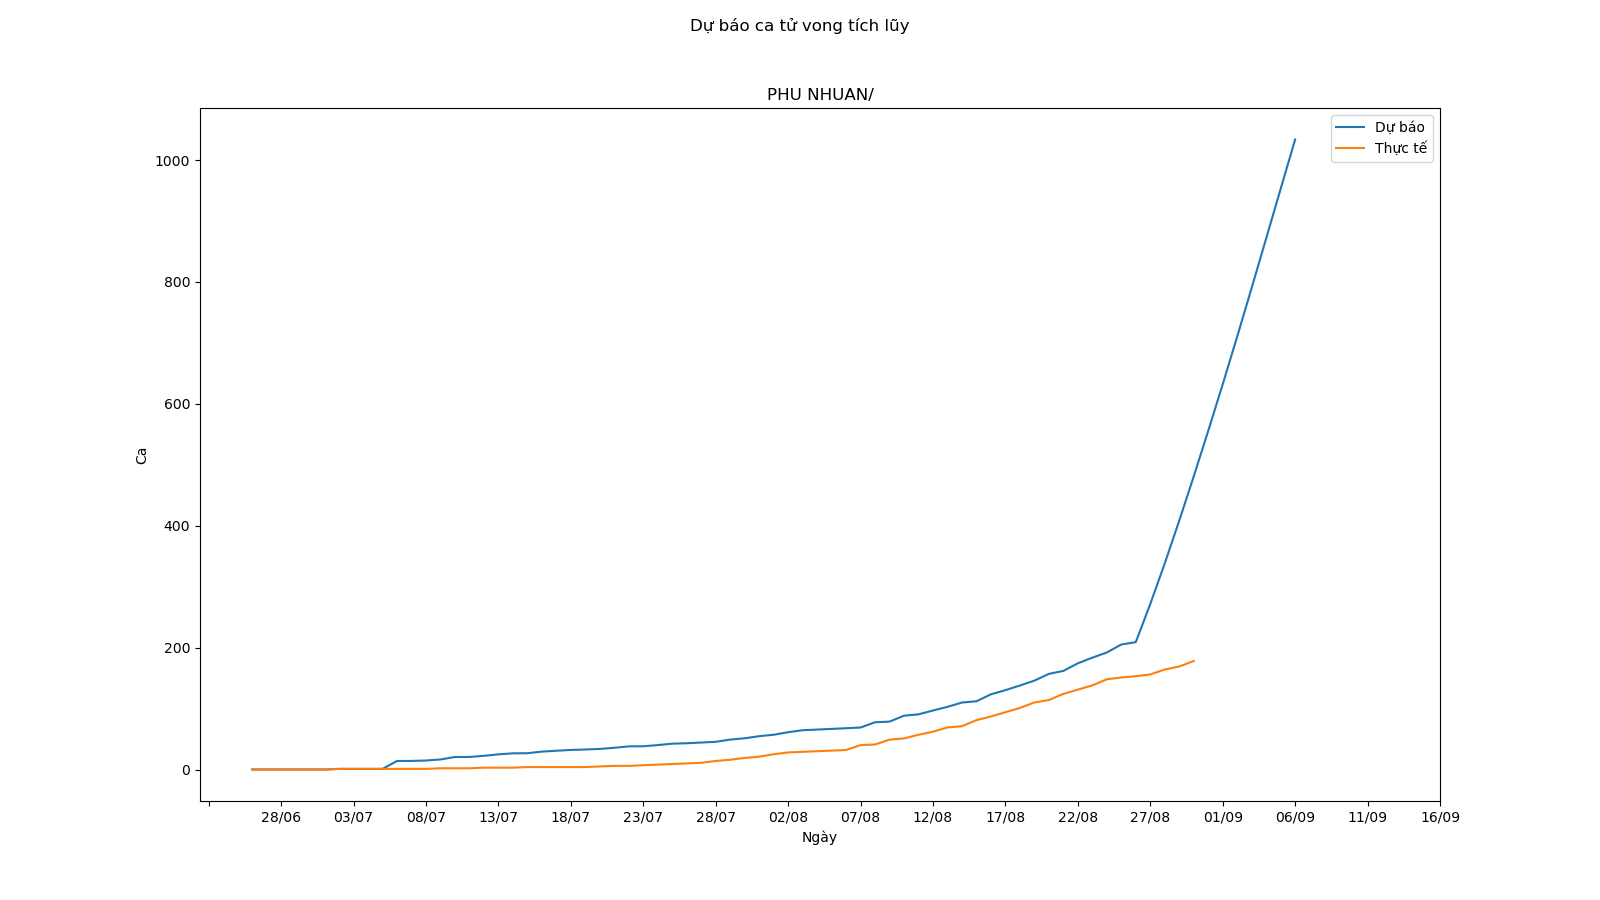 Dự báo ca tử vong tích lũy
PHU NHUAN/
Dự báo
Thực tế
1000
800
600
400
200
0
Ca
28/06 03/07 08/07 13/07 18/07 23/07 28/07 02/08 07/08 12/08 17/08 22/08 27/08 01/09 06/09 11/09 16/09
Ngày